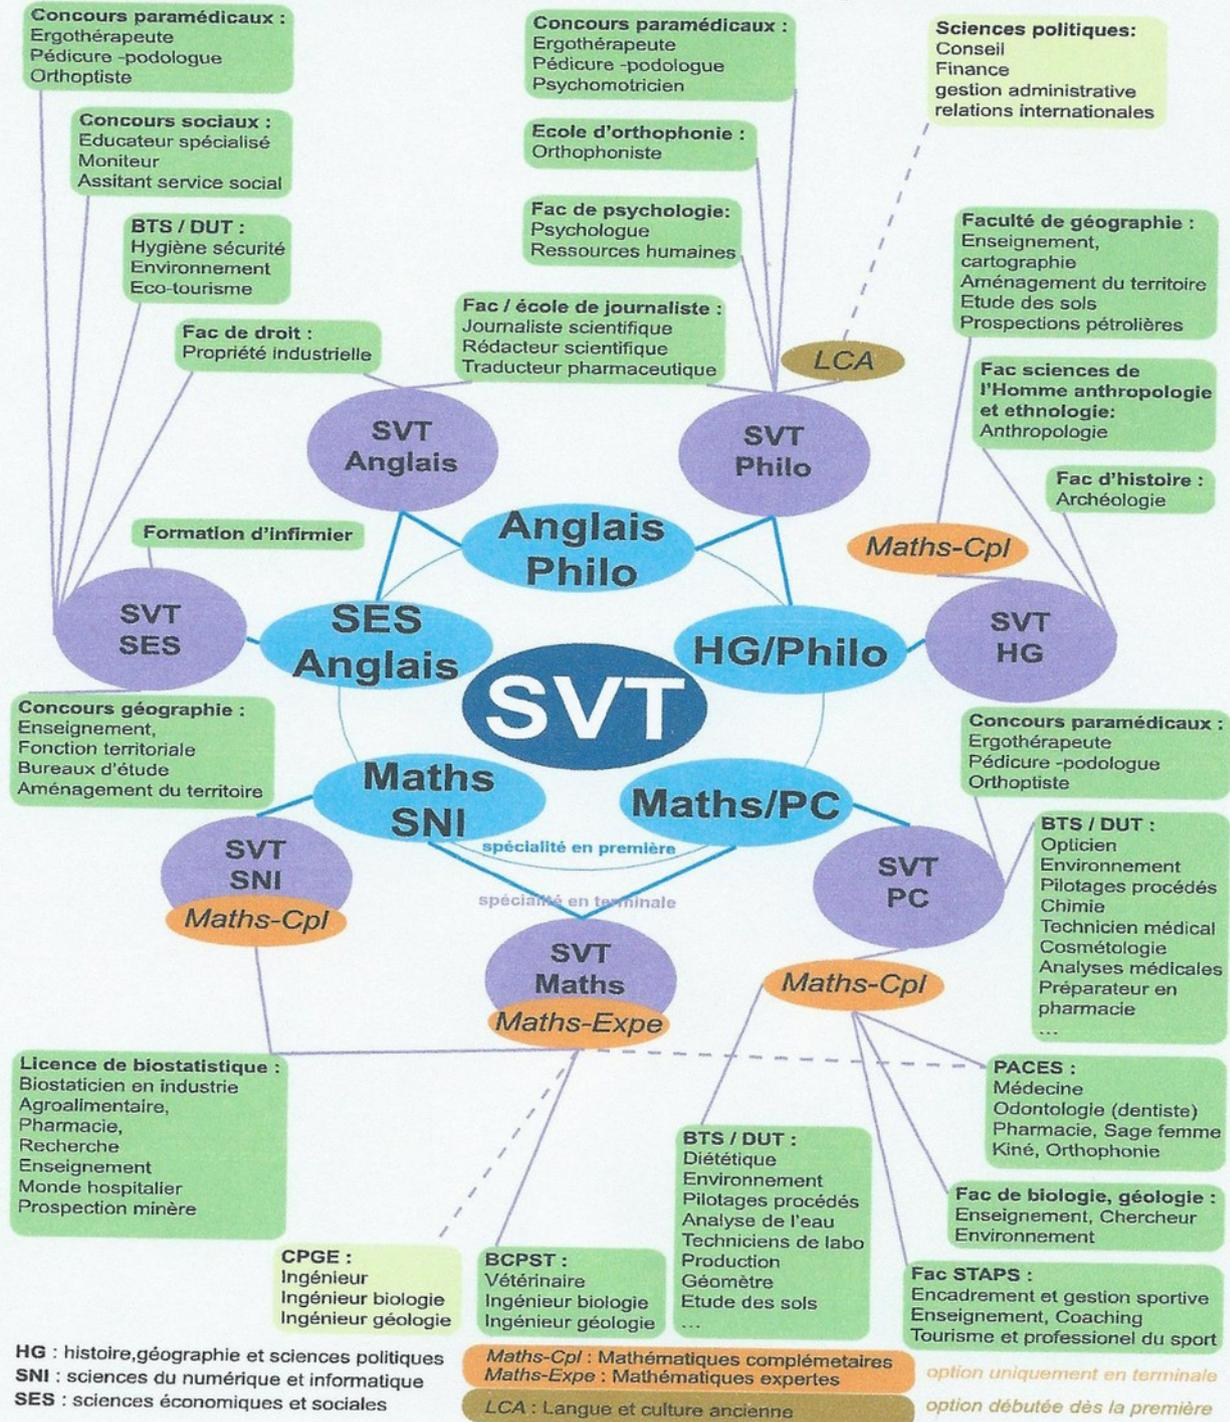 Concours paramédicaux :
Ergothérapeute
Pédicure -podologue
Orthoptiste
Concours sociaux :
Educateur spécialisé
Moniteur
Assitant service social
BTS / DUT :
Hygiène sécurité
Environnement
Eco-tourisme
Fac de droit :
Propriété industrielle
Concours paramédicaux :
Ergothérapeute
Pédicure -podologue
Psychomotricien
Ecole d'orthophonie :
Orthophoniste
Fac de psychologie:
Psychologue
Ressources humaines
Fac / école de journaliste :
Journaliste scientifique
Rédacteur scientifique
Traducteur pharmaceutique
Sciences politiques:
Conseil
Finance
gestion administrative
relations internationales
LCA
Faculté de géographie :
Enseignement,
cartographie
Aménagement du territoire
Etude des sols
Prospections pétrolières
Fac sciences de
l'Homme anthropologie
et ethnologie:
Anthropologie
Fac d'histoire :
Archéologie
SVT
Anglais
SVT
Philo
Formation d'infirmier
Anglais
Philo
Maths-Cpl
SVT
SES
SES
Anglais
HG/Philo
SVT
HG
SVT
Concours géographie :
Enseignement,
Fonction territoriale
Bureaux d'étude
Aménagement du territoire
Maths
SNI
Maths/PC
spécialité en première
spécialité en terminale
SVT
SNI
Maths-Cpl
SVT
Maths
Maths-Expe
SVT
PC
Maths-Cpl
Concours paramédicaux :
Ergothérapeute
Pédicure -podologue
Orthoptiste
BTS / DUT :
Opticien
Environnement
Pilotages procédés
Chimie
Technicien médical
Cosmétologie
Analyses médicales
Préparateur en
pharmacie
...
Licence de biostatistique :
Biostaticien en industrie
Agroalimentaire,
Pharmacie,
Recherche
Enseignement
Monde hospitalier
Prospection minère
CPGE :
Ingénieur
Ingénieur biologie
Ingénieur géologie
BCPST :
Vétérinaire
Ingénieur biologie
Ingénieur géologie
BTS / DUT :
Diététique
Environnement
Pilotages procédés
Analyse de l'eau
Techniciens de labo
Production
Géomètre
Etude des sols
...
PACES :
Médecine
Odontologie (dentiste)
Pharmacie, Sage femme
Kiné, Orthophonie
Fac de biologie, géologie :
Enseignement, Chercheur
Environnement
Fac STAPS :
Encadrement et gestion sportive
Enseignement, Coaching
Tourisme et professionel du sport
HG : histoire,géographie et sciences politiques
SNI : sciences du numérique et informatique
SES : sciences économiques et sociales
Maths-Cpl : Mathématiques complémetaires
Maths-Expe : Mathématiques expertes
option uniquement en terminale
LCA : Langue et culture ancienne
option débutée dès la première